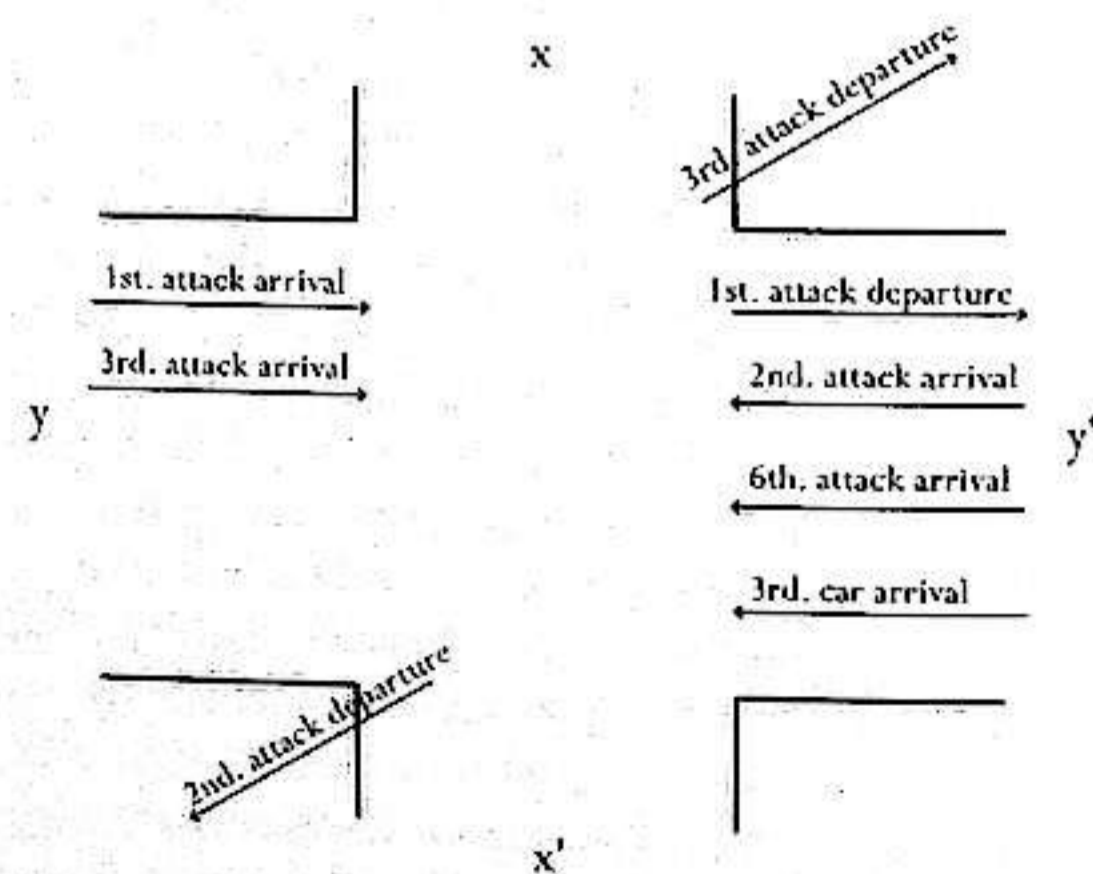 x
3rd. attack departure
1st. attack arrival
1st. attack departure
3rd. attack arrival
2nd. attack arrival
y
y'
6th. attack arrival
3rd. car arrival
2nd. attack departure
x'